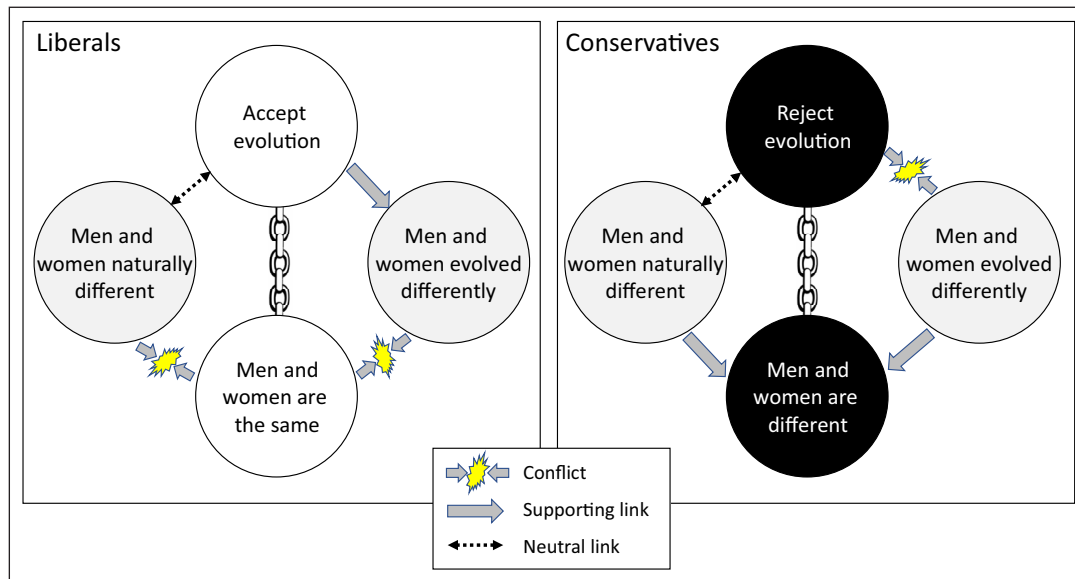 Liberals
Accept
evolution
Men and
women naturally
different
Men and
women evolved
differently
Men and
women are
the same
Conservatives
Reject
evolution
Men and
women naturally
different
Men and
women evolved
differently
Men and
women are
different
Conflict
Supporting link
Neutral link